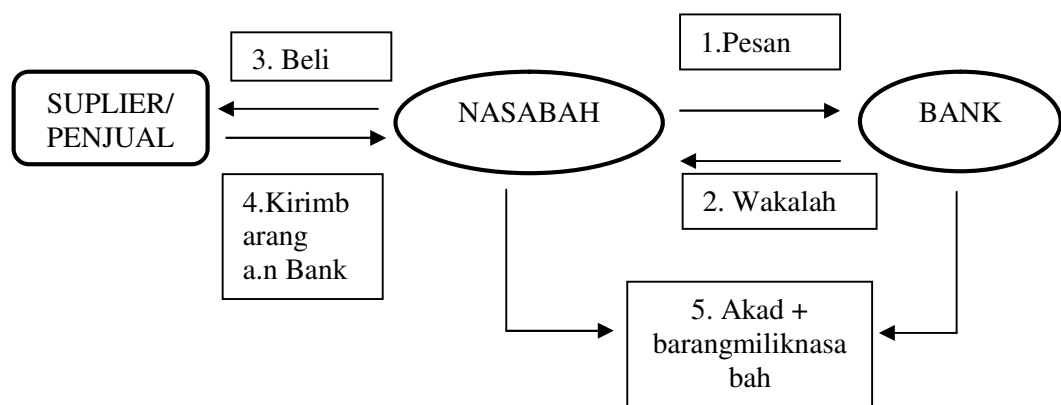 3. Beli
1.Pesan
SUPLIER/
PENJUAL
NASABAH
BANK
4.Kirimb
arang
a.n Bank
2. Wakalah
5. Akad +
barangmiliknasa
bah